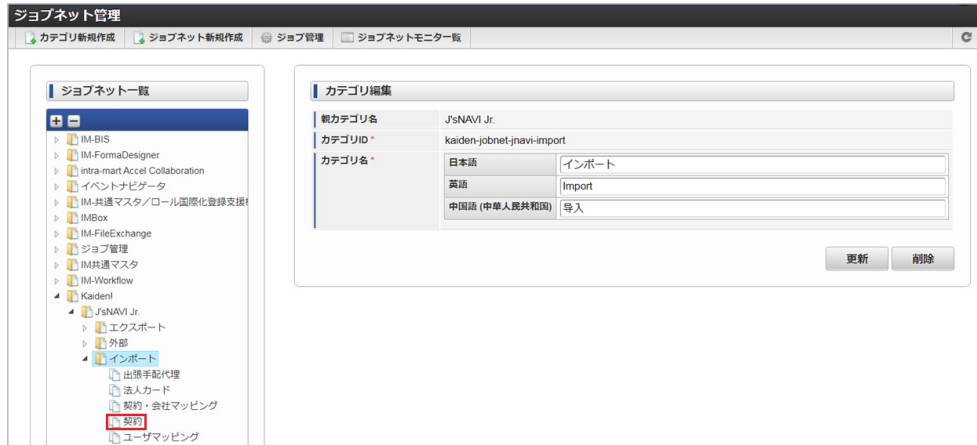 ジョブネット管理
カテゴリ新規作成 ジョブネット新規作成 ジョブ管理 ジョブネットモニター覧
ジョブネット一覧
IM-BIS
IM-FormaDesigner
intra-mart Accel Collaboration
イベントナビゲータ
IM-共通マスタ/ロール国際化登録支援
IMBox
IM-FileExchange
ジョブ管理
IM共通マスタ
IM-Workflow
Kaiden!
J'sNAVI Jr.
エクスポート
外部
インポート
出張手配代理
法人カード
契約・会社マッピング
契約
ユーザマッピング
カテゴリ編集
親カテゴリ名 J'sNAVI Jr.
カテゴリID * kaiden-jobnet-jnavi-import
カテゴリ名 * 日本語 インポート
英語 Import
中国語 (中華人民共和国) 导入
更新 削除